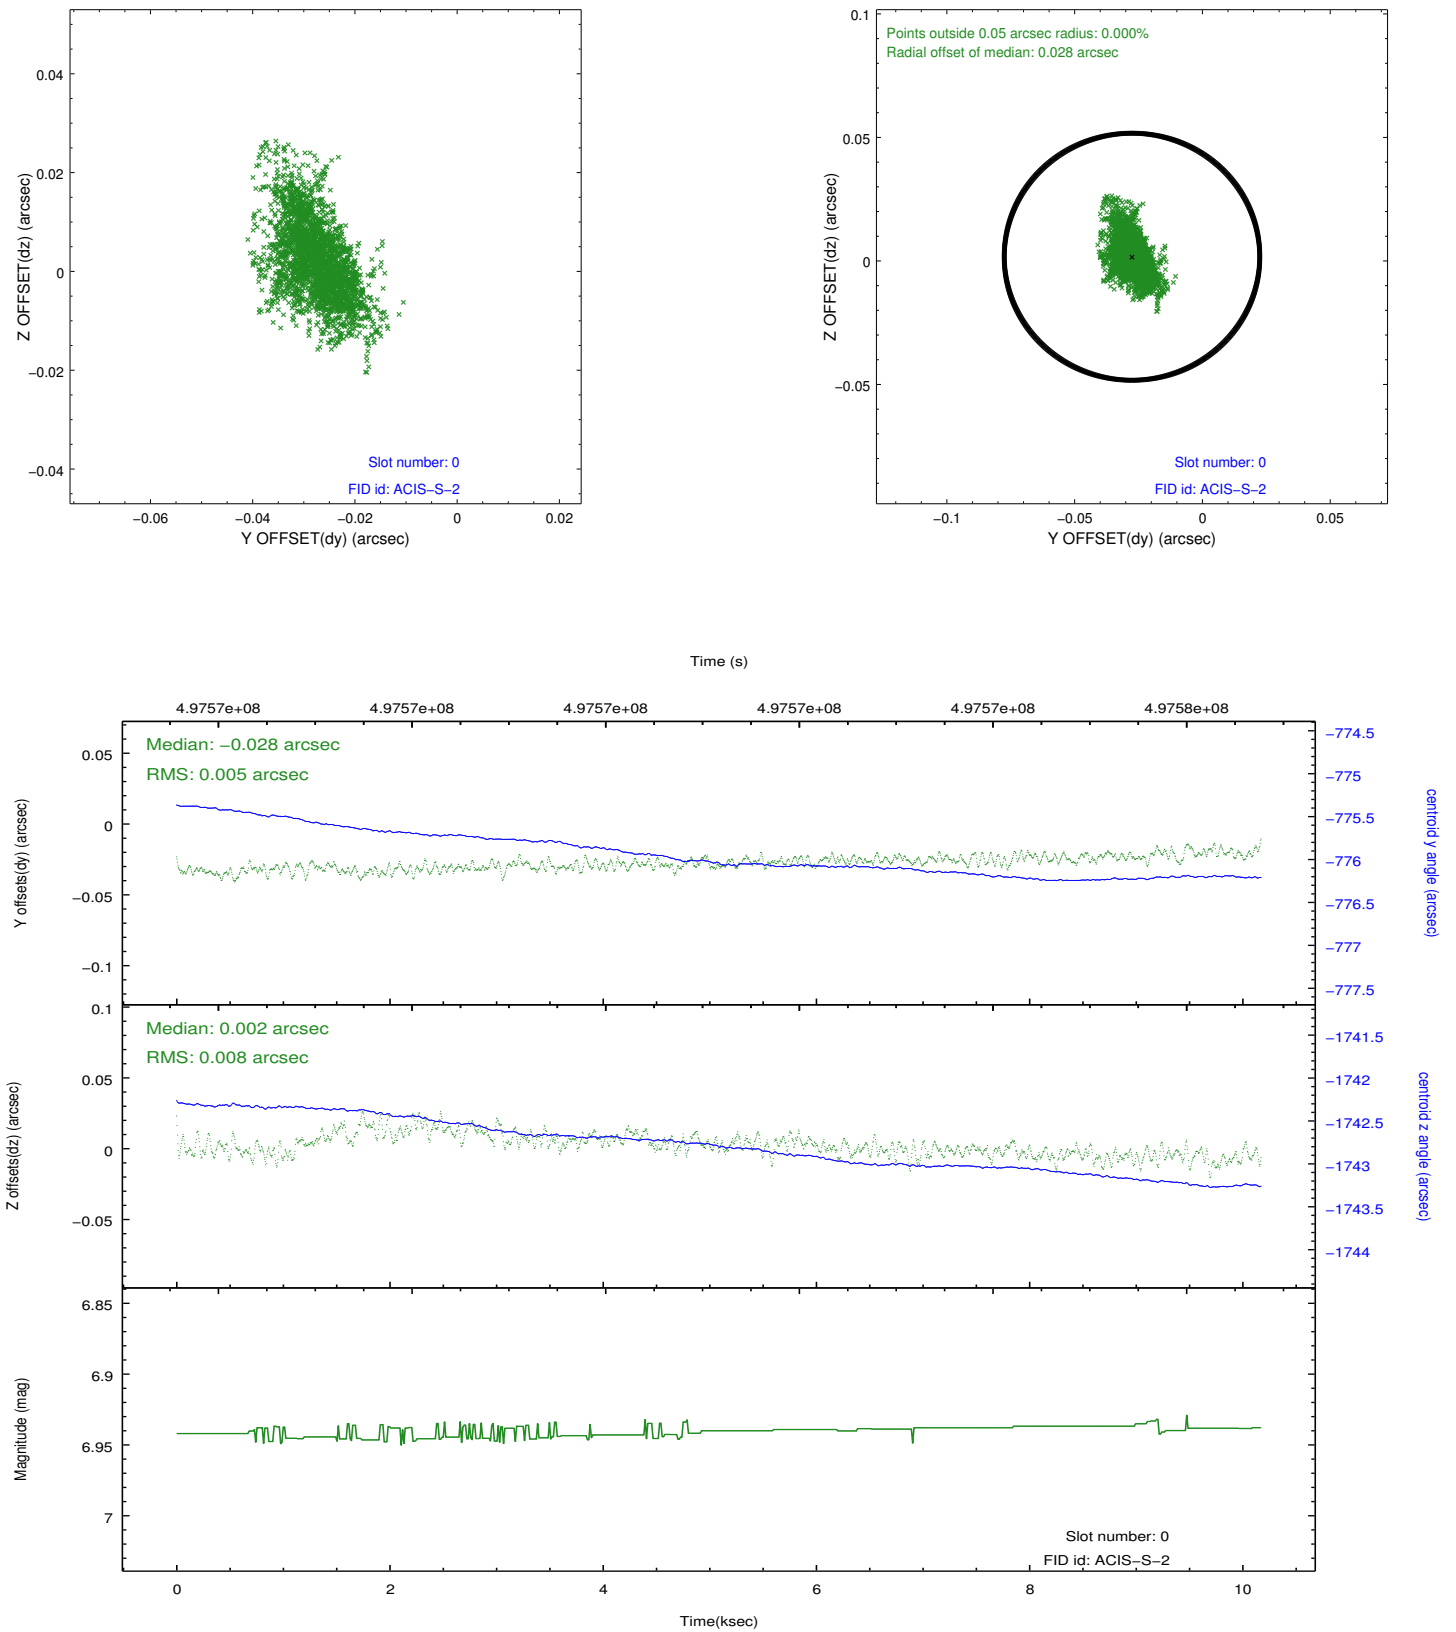 0.04
0.02
0
−0.02
−0.04
Z OFFSET(dz) (arcsec)
Slot number: 0
FID id: ACIS−S−2
−0.06
−0.04
−0.02
0
0.02
Y OFFSET(dy) (arcsec)
Points outside 0.05 arcsec radius: 0.000%
Radial offset of median: 0.028 arcsec
0.1
0.05
0
−0.05
Z OFFSET(dz) (arcsec)
Slot number: 0
FID id: ACIS−S−2
−0.1
−0.05
0
0.05
Y OFFSET(dy) (arcsec)
Time (s)
4.9757e+08
4.9757e+08
4.9757e+08
4.9757e+08
4.9757e+08
4.9758e+08
Median: −0.028 arcsec
RMS: 0.005 arcsec
0.05
0
−0.05
−0.1
Y offsets(dy) (arcsec)
−774.5
−775
−775.5
−776
−776.5
−777
−777.5
centroid y angle (arcsec)
Median: 0.002 arcsec
RMS: 0.008 arcsec
0.1
0.05
0
−0.05
Z offsets(dz) (arcsec)
−1741.5
−1742
−1742.5
−1743
−1743.5
−1744
centroid z angle (arcsec)
6.85
6.9
6.95
7
Magnitude (mag)
Slot number: 0
FID id: ACIS−S−2
0
2
4
6
8
10
Time(ksec)